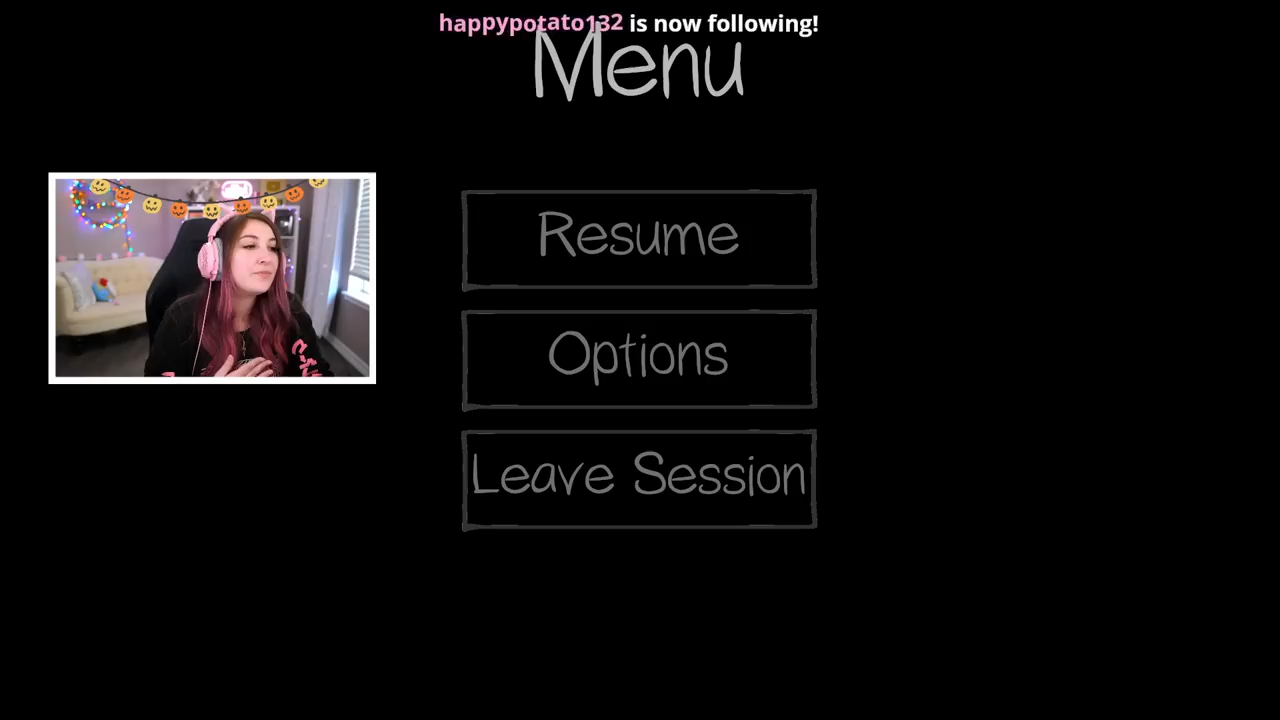 happypotato132 is now following!
Menu
Resume
Options
Leave Session